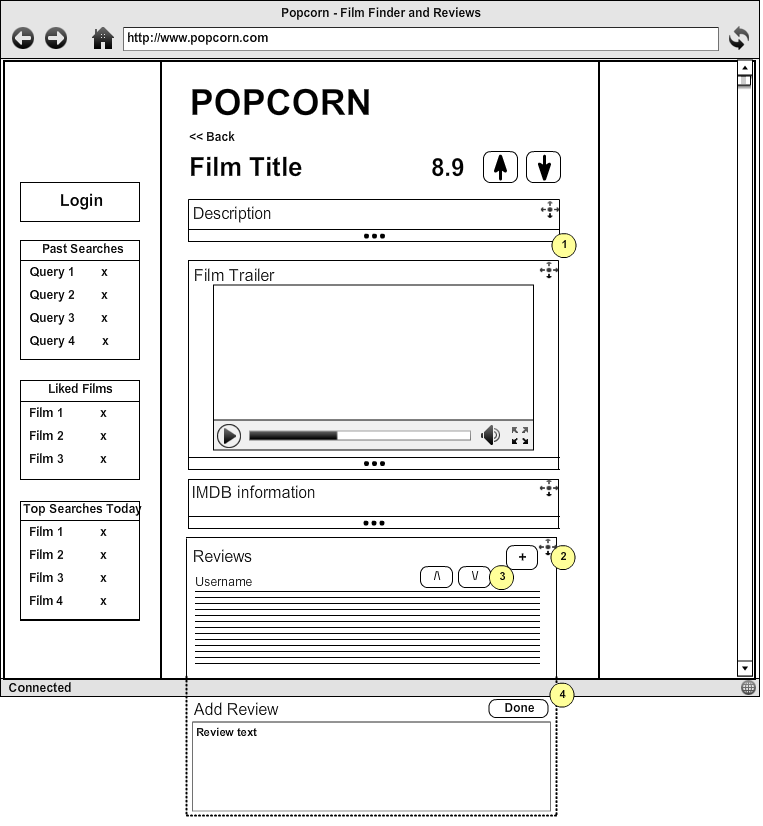 Popcorn - Film Finder and Reviews
http://www.popcorn.com
POPCORN
<< Back
Film Title 8.9
Login
Past Searches
Query 1 x
Query 2 x
Query 3 x
Query 4 x
Liked Films
Film 1 x
Film 2 x
Film 3 x
Top Searches Today
Film 1 x
Film 2 x
Film 3 x
Film 4 x
Description
1
Film Trailer
IMDB information
Reviews + 2
Username /\ \/ 3
Connected
4
Add Review Done
Review text